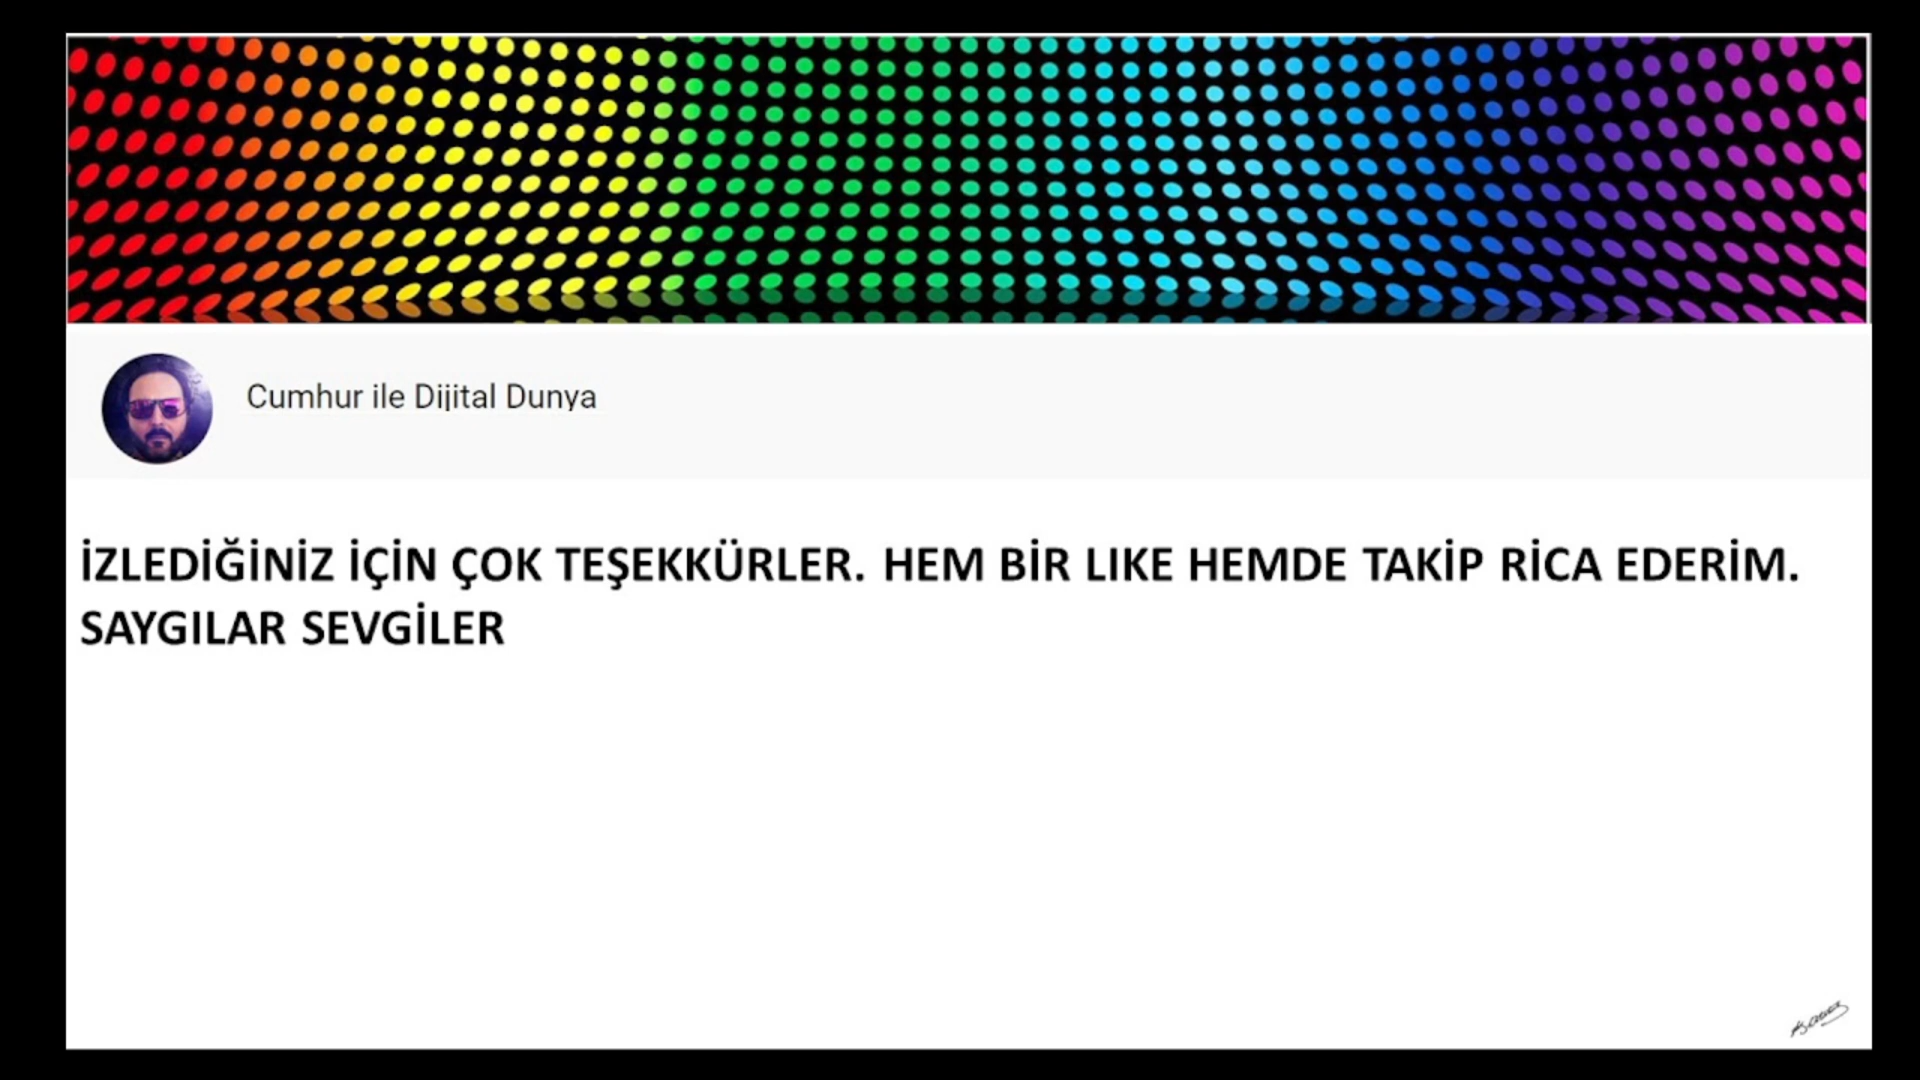 Cumhur ile Dijital Dunya
İZLEDİĞİNİZ İÇİN ÇOK TEŞEKKÜRLER. HEM BİR LIKE HEMDE TAKİP RİCA EDERİM.
SAYGILAR SEVGİLER